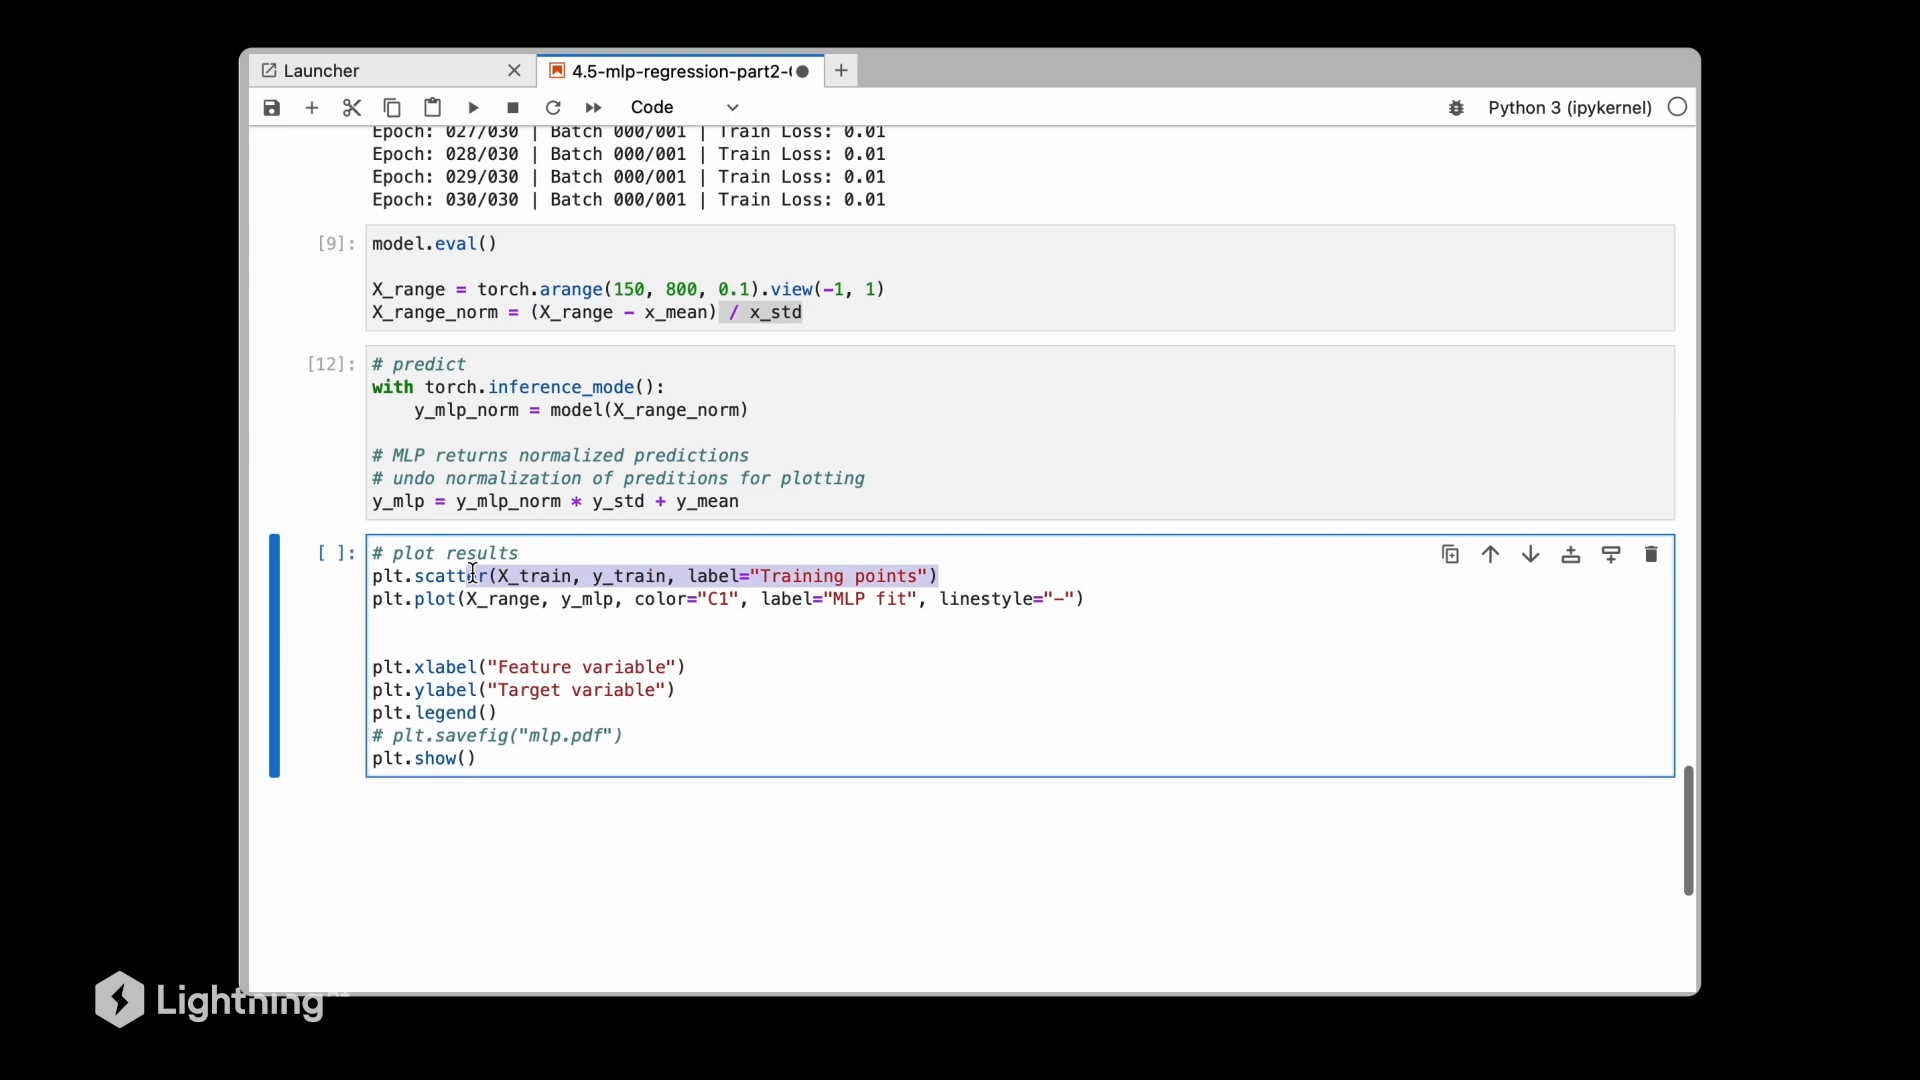 Launcher
4.5-mlp-regression-part2-(
Code
Python 3 (ipykernel)
Epoch: 027/030 | Batch 000/001 | Train Loss: 0.01
Epoch: 028/030 | Batch 000/001 | Train Loss: 0.01
Epoch: 029/030 | Batch 000/001 | Train Loss: 0.01
Epoch: 030/030 | Batch 000/001 | Train Loss: 0.01
[9]: model.eval()
X_range = torch.arange(150, 800, 0.1).view(-1, 1)
X_range_norm = (X_range - x_mean) / x_std
[12]: # predict
with torch.inference_mode():
    y_mlp_norm = model(X_range_norm)
# MLP returns normalized predictions
# undo normalization of preditions for plotting
y_mlp = y_mlp_norm * y_std + y_mean
[ ]: # plot results
plt.scatter(X_train, y_train, label="Training points")
plt.plot(X_range, y_mlp, color="C1", label="MLP fit", linestyle="-")
plt.xlabel("Feature variable")
plt.ylabel("Target variable")
plt.legend()
# plt.savefig("mlp.pdf")
plt.show()
Lightning